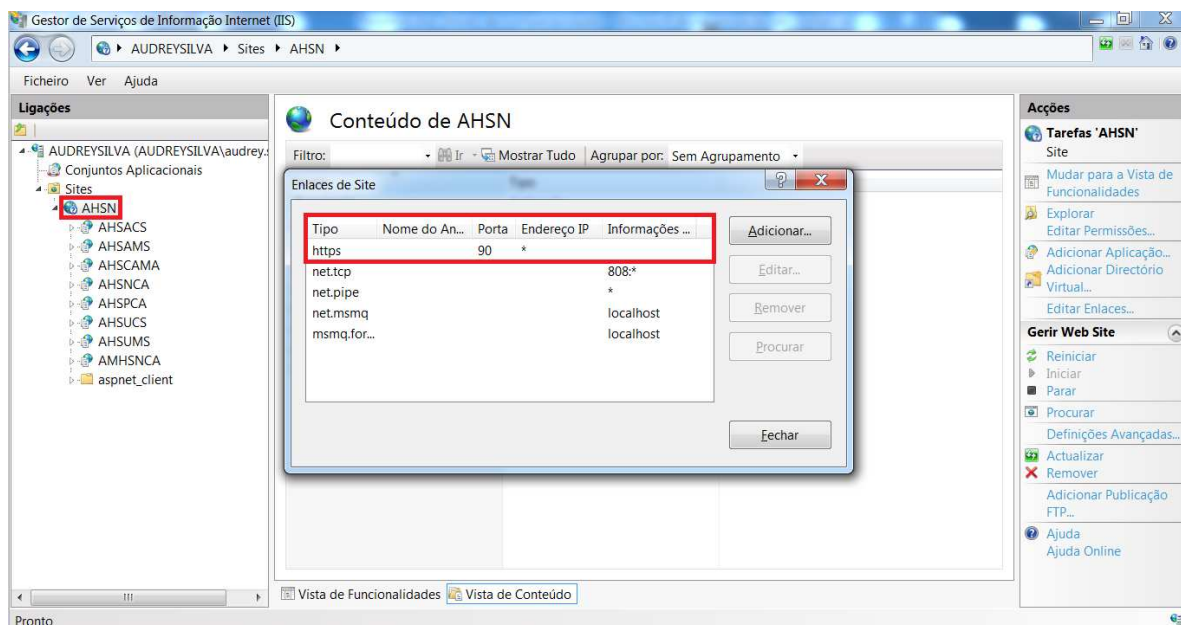 Gestor de Serviços de Informação Internet (IIS)
AUDREYSILVA Sites AHSN
Ficheiro Ver Ajuda
Ligações
AUDREYSILVA (AUDREYSILVA\audrey.s
Conjuntos Aplicacionais
Sites
AHSN
AHSACS
AHSAMS
AHSCAMA
AHSNCA
AHSPCA
AHSUCS
AHSUMS
AMHSNCA
aspnet_client
Conteúdo de AHSN
Filtro: Ir Mostrar Tudo Agrupar por: Sem Agrupamento
Enlaces de Site
Tipo Nome do An... Porta Endereço IP Informações ...
https 90 *
net.tcp 808:*
net.pipe *
net.msmq localhost
msmq.for... localhost
Adicionar...
Editar...
Remover
Procurar
Fechar
Vista de Funcionalidades Vista de Conteúdo
Acções
Tarefas 'AHSN'
Site
Mudar para a Vista de
Funcionalidades
Explorar
Editar Permissões...
Adicionar Aplicação...
Adicionar Directório
Virtual...
Editar Enlaces...
Gerir Web Site
Reiniciar
Iniciar
Parar
Procurar
Definições Avançadas...
Actualizar
Remover
Adicionar Publicação
FTP...
Ajuda
Ajuda Online
Pronto